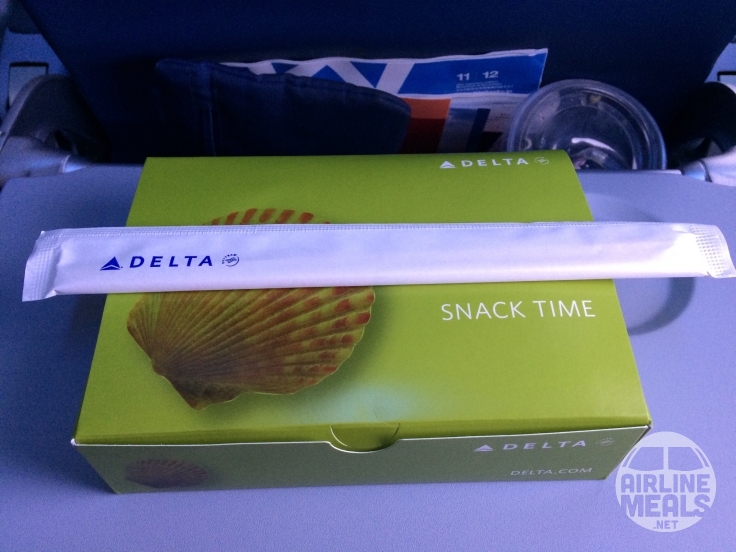 11 12
DELTA
DELTA
SNACK TIME
DELTA
DELTA.COM
AIRLINE
MEALS
.NET